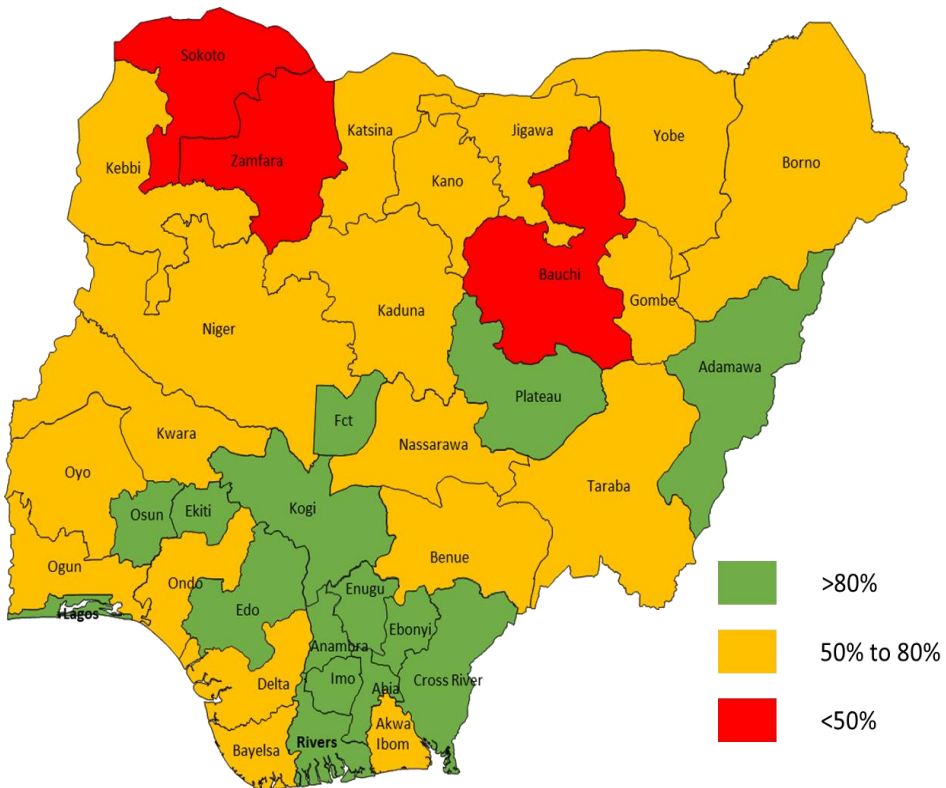 Sokoto
Katsina
Jigawa
Yobe
Borno
Kebbi
Zamfara
Kano
Bauchi
Gombe
Kaduna
Niger
Adamawa
Plateau
Fct
Kwara
Nassarawa
Oyo
Taraba
Kogi
Osun
Ekiti
Benue
Ogun
Ondo
Enugu
Edo
Lagos
Ebonyi
Anambra
Imo
Abia
Cross River
Delta
Akwa
Ibom
Rivers
Bayelsa
>80%
50% to 80%
<50%